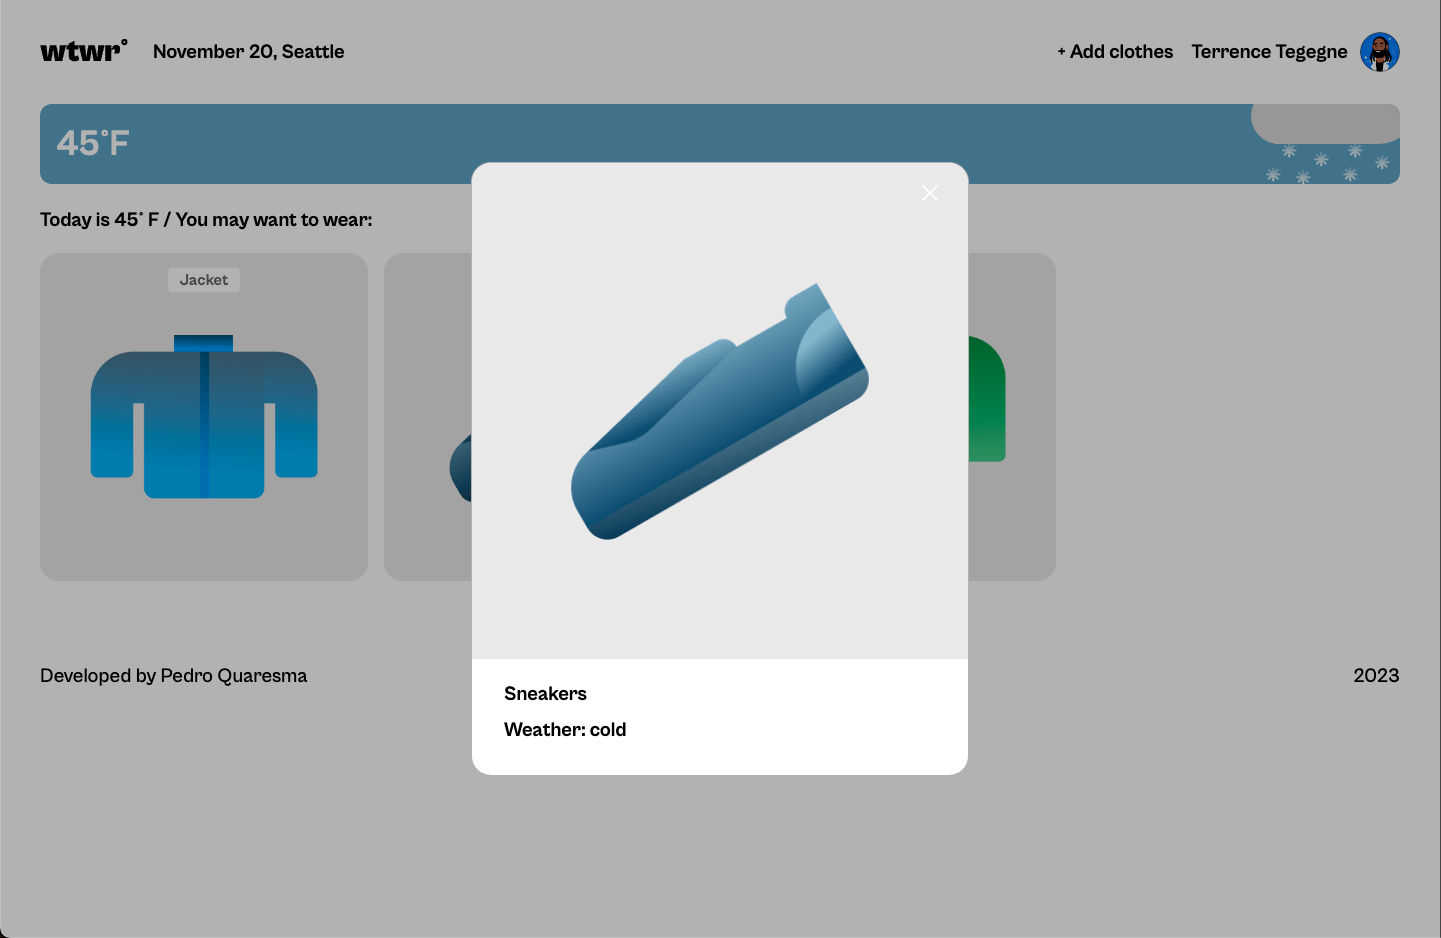 wtwr° November 20, Seattle + Add clothes Terrence Tegegne
45°F
Today is 45° F / You may want to wear:
Jacket
Sneakers
Weather: cold
Developed by Pedro Quaresma 2023